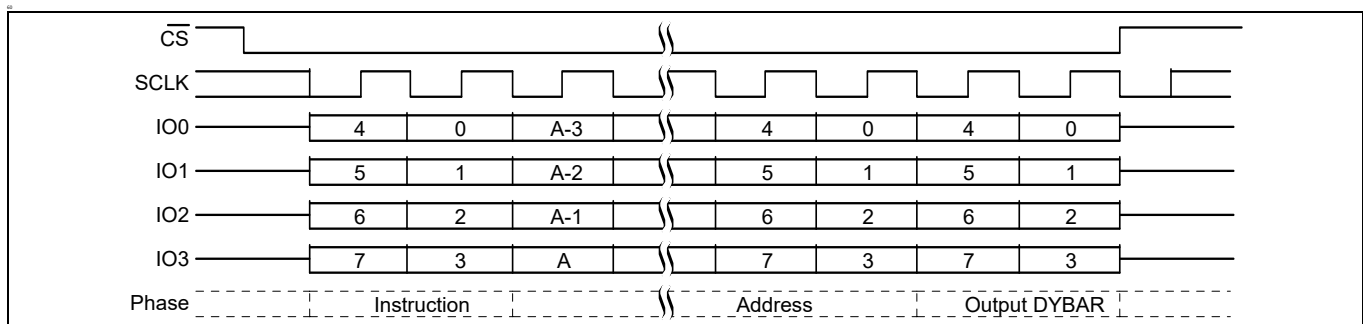 CS
SCLK
IO0 4 0 A-3 4 0 4 0
IO1 5 1 A-2 5 1 5 1
IO2 6 2 A-1 6 2 6 2
IO3 7 3 A 7 3 7 3
Phase Instruction Address Output DYBAR